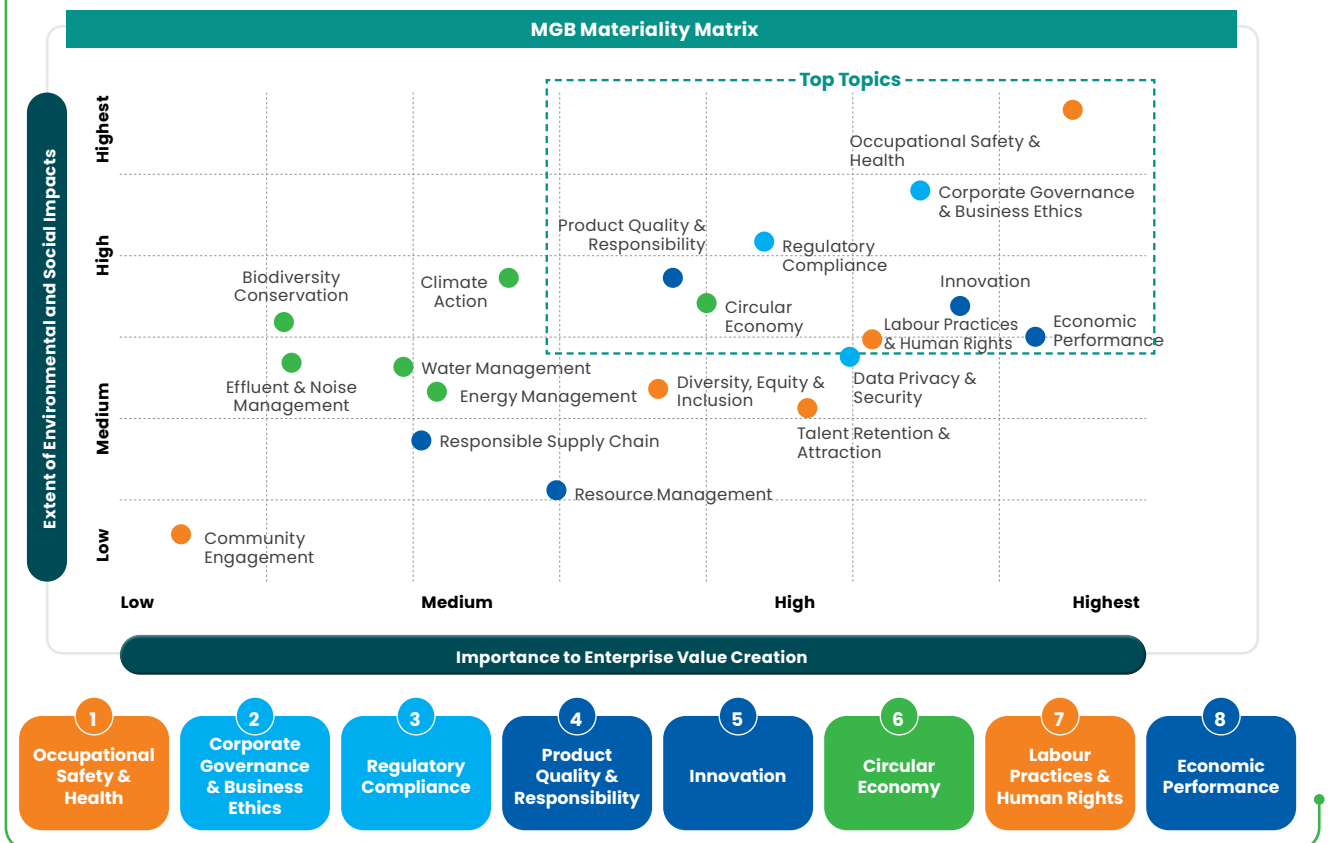 MGB Materiality Matrix
Top Topics
Extent of Environmental and Social Impacts
Highest
High
Medium
Low
Occupational Safety &
Health
Corporate Governance
& Business Ethics
Product Quality &
Responsibility
Regulatory
Compliance
Biodiversity
Conservation
Climate
Action
Innovation
Circular
Economy
Labour Practices
& Human Rights
Economic
Performance
Effluent & Noise
Management
Water Management
Energy Management
Diversity, Equity &
Inclusion
Data Privacy &
Security
Responsible Supply Chain
Talent Retention &
Attraction
Resource Management
Community
Engagement
Low
Medium
High
Highest
Importance to Enterprise Value Creation
1
Occupational
Safety &
Health
2
Corporate
Governance
& Business
Ethics
3
Regulatory
Compliance
4
Product
Quality &
Responsibility
5
Innovation
6
Circular
Economy
7
Labour
Practices &
Human Rights
8
Economic
Performance